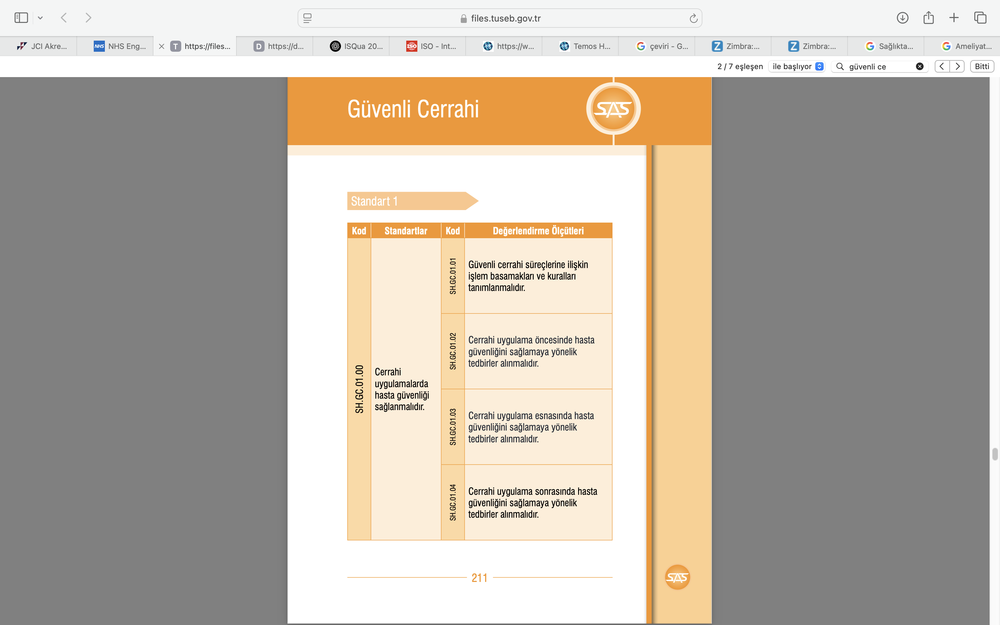 files.tuseb.gov.tr
JCI Akre...
NHS
NHS Eng...
T
https://files...
D
https://d...
ISQua 20...
ISO
ISO - Int...
https://w...
Temos H...
G
çeviri - G...
Z
Zimbra:...
Z
Zimbra:...
G
Sağlıkta...
G
Ameliyat...
2 / 7 eşleşen
ile başlıyor
güvenli ce
Bitti
Güvenli Cerrahi
SAS
Standart 1
Kod
Standartlar
Kod
Değerlendirme Ölçütleri
SH.GC.01.00
Cerrahi
uygulamalarda
hasta güvenliği
sağlanmalıdır.
SH.GC.01.01
Güvenli cerrahi süreçlerine ilişkin
işlem basamakları ve kuralları
tanımlanmalıdır.
SH.GC.01.02
Cerrahi uygulama öncesinde hasta
güvenliğini sağlamaya yönelik
tedbirler alınmalıdır.
SH.GC.01.03
Cerrahi uygulama esnasında hasta
güvenliğini sağlamaya yönelik
tedbirler alınmalıdır.
SH.GC.01.04
Cerrahi uygulama sonrasında hasta
güvenliğini sağlamaya yönelik
tedbirler alınmalıdır.
211
SAS